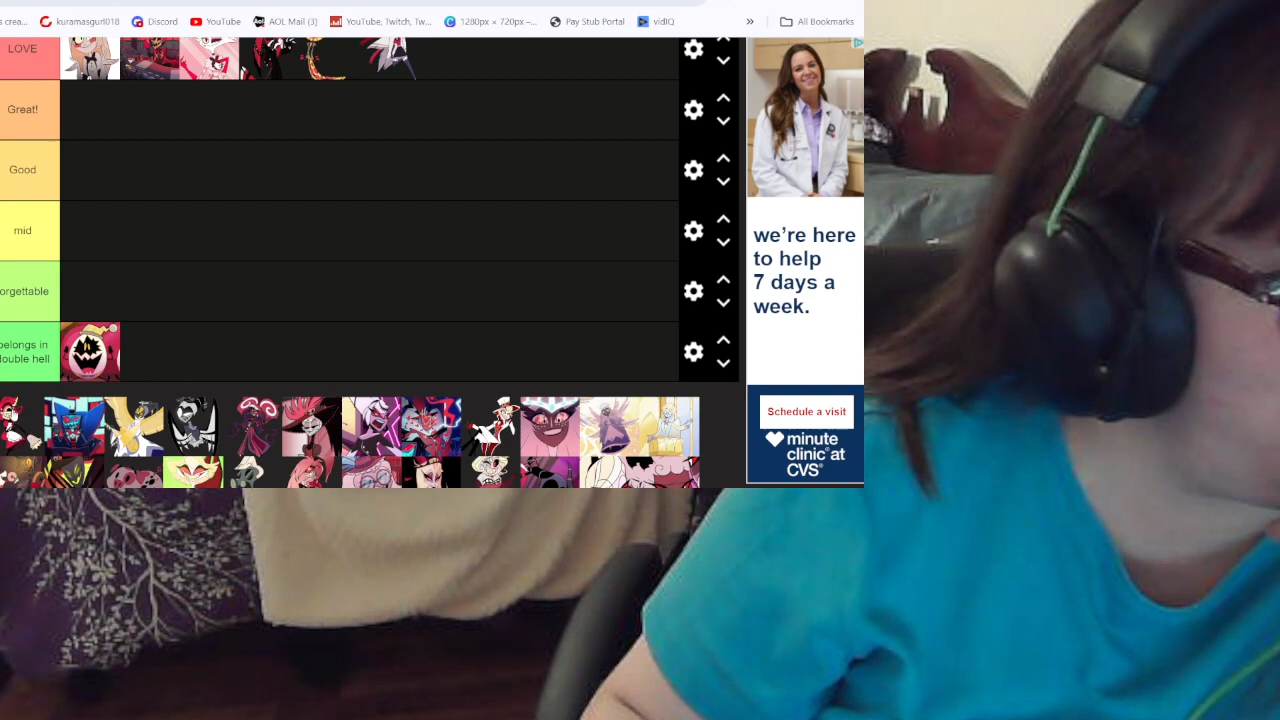 s crea...
kuramasgurl018
Discord
YouTube
AOL Mail (3)
YouTube, Twitch, Tw...
1280px × 720px –...
Pay Stub Portal
vidIQ
»
All Bookmarks
LOVE
Great!
Good
mid
orgettable
belongs in
double hell
we're here
to help
7 days a
week.
Schedule a visit
minute
clinic at
CVS